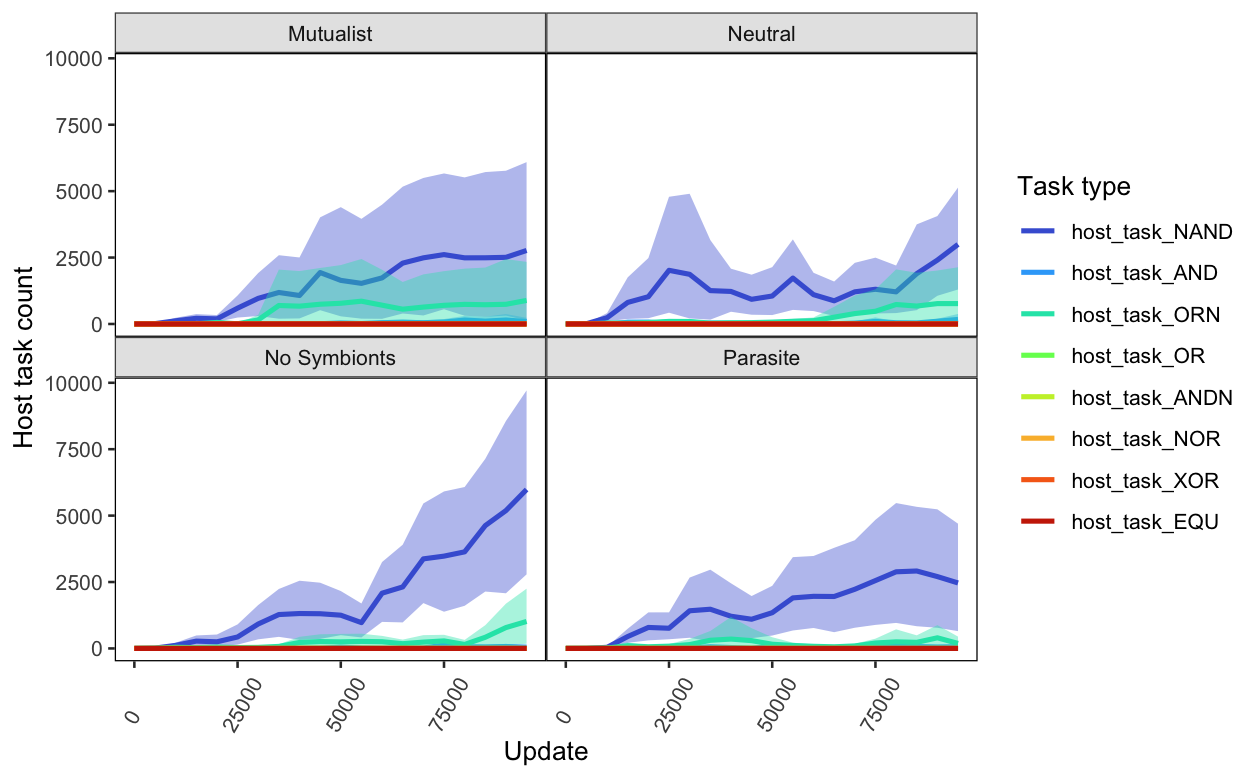 Mutualist
Neutral
10000
7500
5000
2500
0
No Symbionts
Parasite
10000
7500
5000
2500
0
0
25000
50000
75000
0
25000
50000
75000
Host task count
Update
Task type
host_task_NAND
host_task_AND
host_task_ORN
host_task_OR
host_task_ANDN
host_task_NOR
host_task_XOR
host_task_EQU